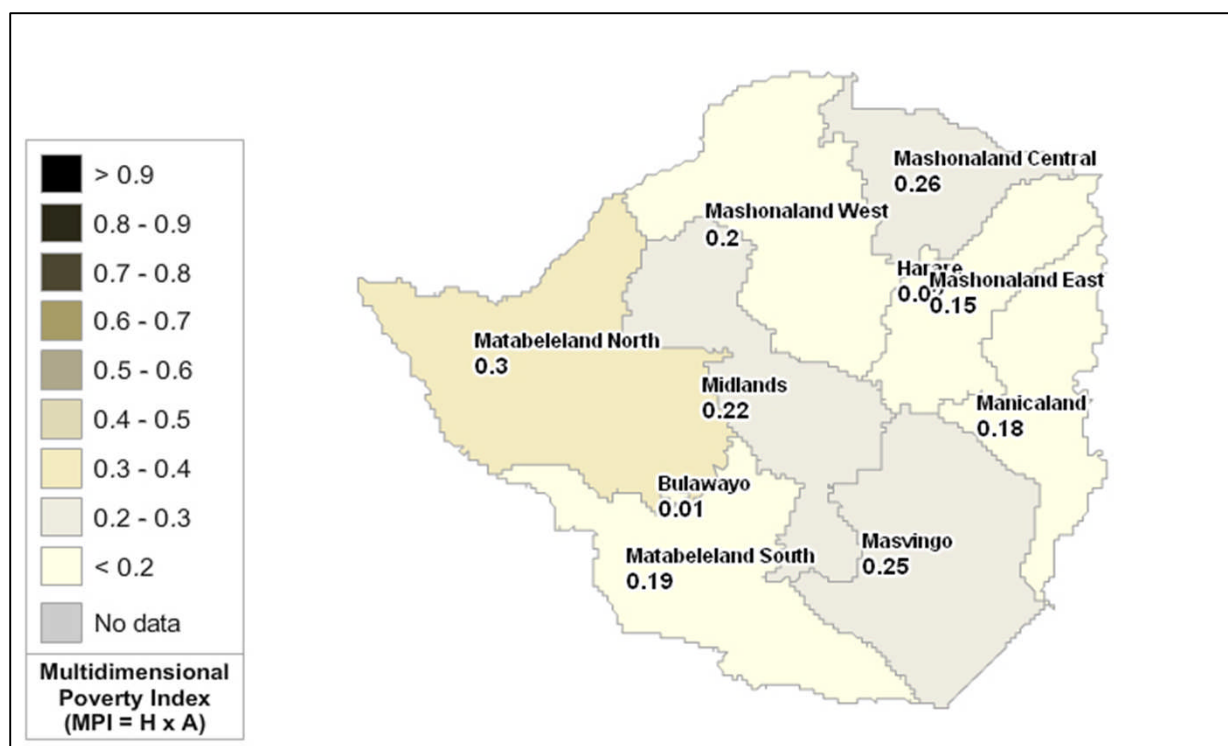 > 0.9
0.8 - 0.9
0.7 - 0.8
0.6 - 0.7
0.5 - 0.6
0.4 - 0.5
0.3 - 0.4
0.2 - 0.3
< 0.2
No data
Multidimensional
Poverty Index
(MPI = H x A)
Mashonaland Central
0.26
Mashonaland West
0.2
Harare
Mashonaland East
0.15
Matabeleland North
0.3
Midlands
0.22
Manicaland
0.18
Bulawayo
0.01
Matabeleland South
0.19
Masvingo
0.25